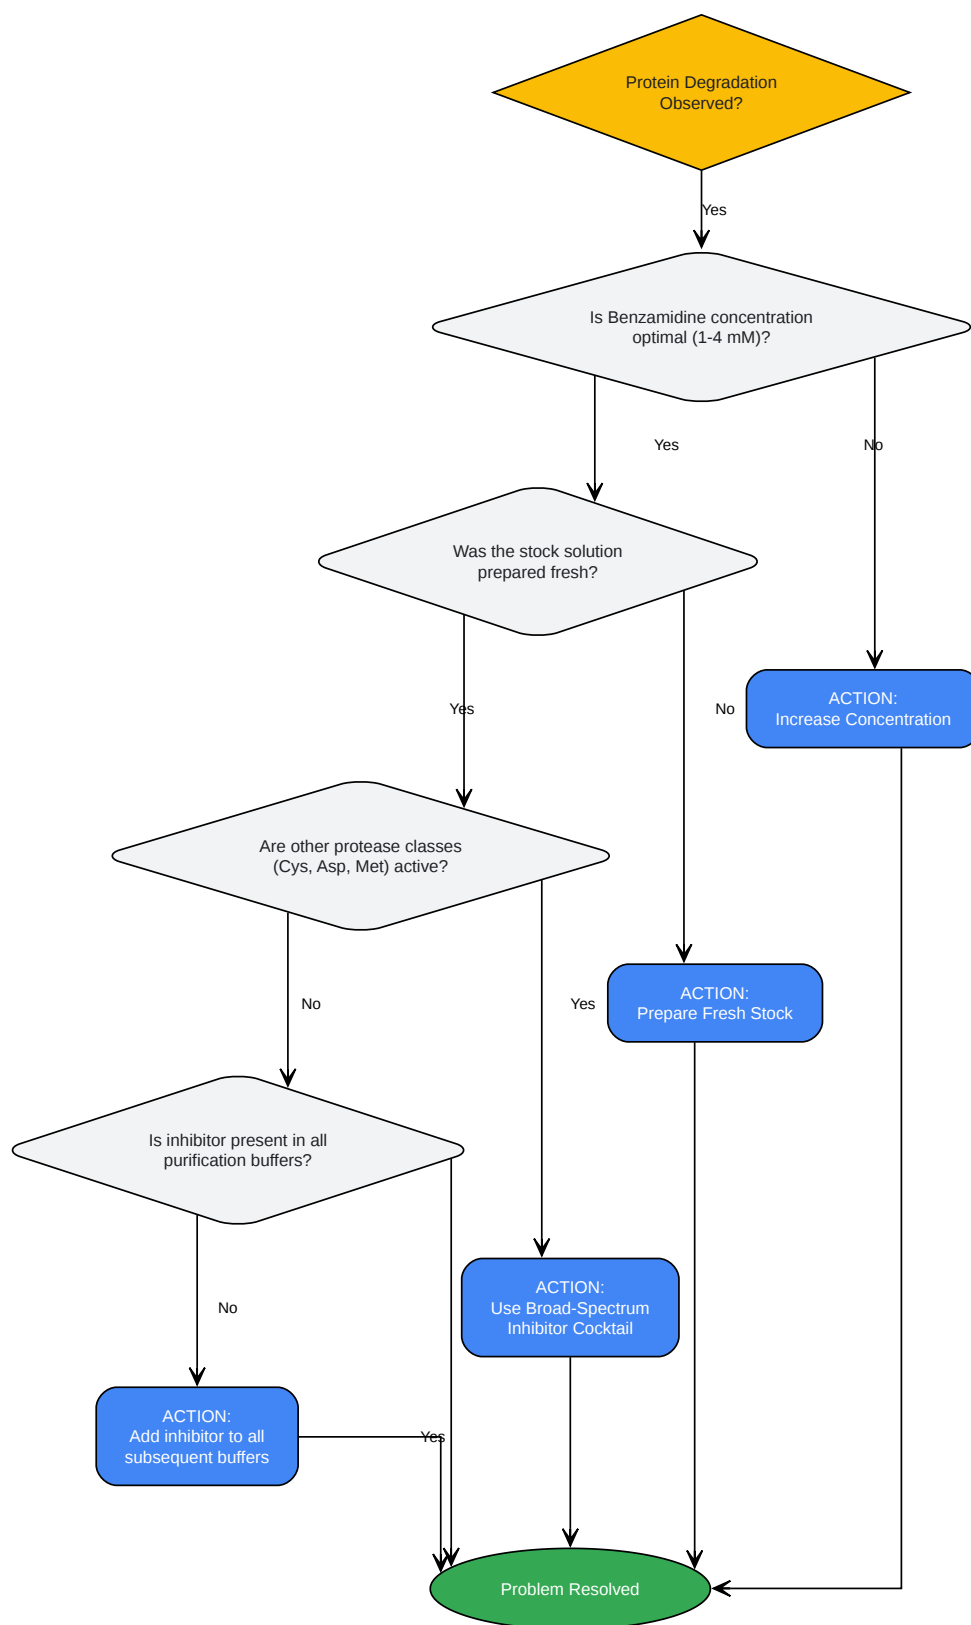 Protein Degradation
Observed?
Yes
Is Benzamidine concentration
optimal (1-4 mM)?
Yes
No
Was the stock solution
prepared fresh?
ACTION:
Increase Concentration
Yes
No
Are other protease classes
(Cys, Asp, Met) active?
ACTION:
Prepare Fresh Stock
No
Yes
Is inhibitor present in all
purification buffers?
ACTION:
Use Broad-Spectrum
Inhibitor Cocktail
No
ACTION:
Add inhibitor to all
subsequent buffers
Yes
Problem Resolved